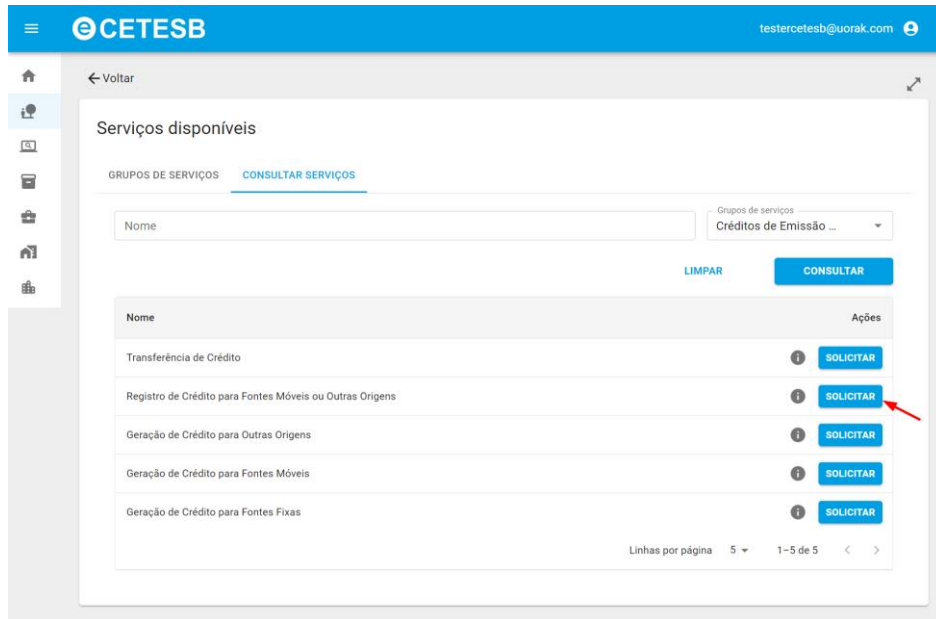 eCETESB
testercetesb@uorak.com
Voltar
Serviços disponíveis
GRUPOS DE SERVIÇOS CONSULTAR SERVIÇOS
Nome
Grupos de serviços
Créditos de Emissão ...
LIMPAR CONSULTAR
Nome Ações
Transferência de Crédito SOLICITAR
Registro de Crédito para Fontes Móveis ou Outras Origens SOLICITAR
Geração de Crédito para Outras Origens SOLICITAR
Geração de Crédito para Fontes Móveis SOLICITAR
Geração de Crédito para Fontes Fixas SOLICITAR
Linhas por página 5 1–5 de 5